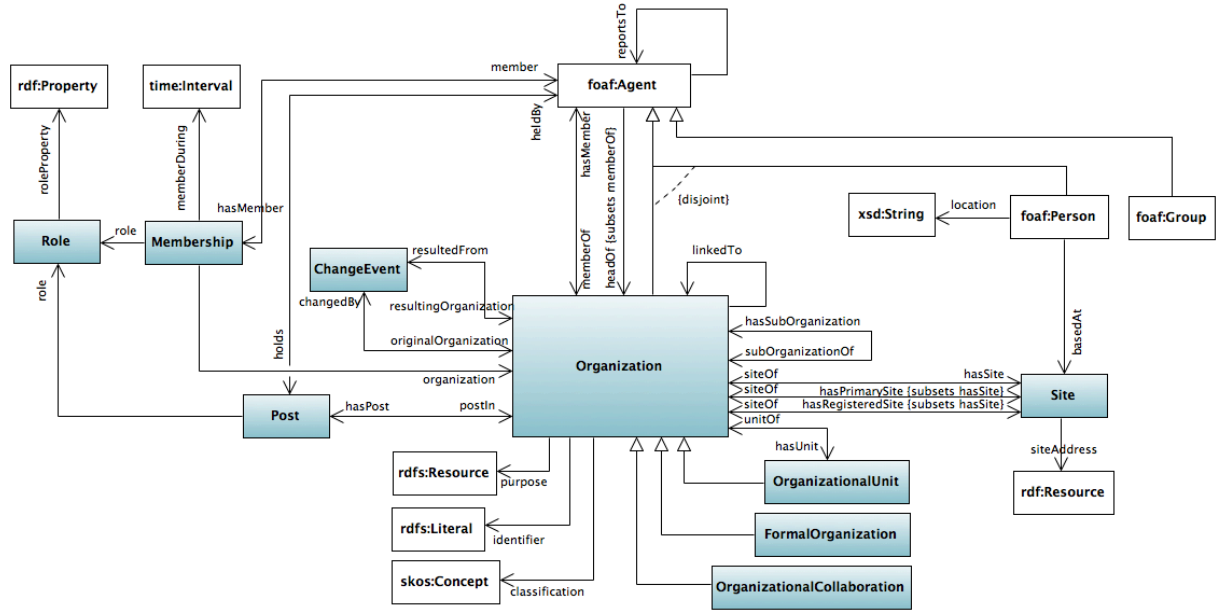 reportsTo
member
foaf:Agent
rdf:Property
time:Interval
heldBy
hasMember
headOf {subsets memberOf}
memberOf
roleProperty
memberDuring
{disjoint}
xsd:String
location
foaf:Person
foaf:Group
hasMember
Role
role
Membership
role
ChangeEvent
resultedFrom
changedBy
resultingOrganization
originalOrganization
linkedTo
hasSubOrganization
subOrganizationOf
Organization
organization
holds
basedAt
siteOf
hasSite
siteOf
hasPrimarySite {subsets hasSite}
siteOf
hasRegisteredSite {subsets hasSite}
unitOf
Site
Post
hasPost
postIn
hasUnit
siteAddress
rdfs:Resource
purpose
OrganizationalUnit
rdf:Resource
rdfs:Literal
identifier
FormalOrganization
skos:Concept
classification
OrganizationalCollaboration